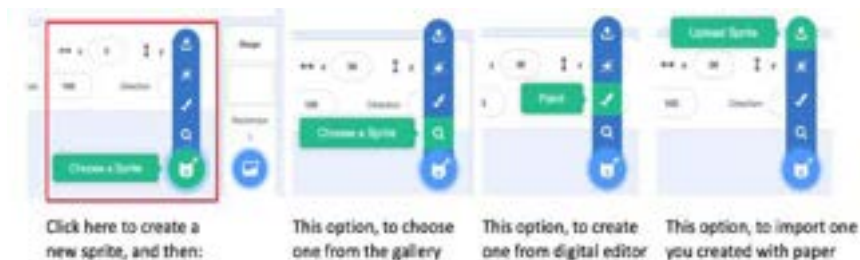 Upload Sprite
Stage
Paint
Choose a Sprite
Choose a Sprite
Click here to create a
new sprite, and then:
This option, to choose
one from the gallery
This option, to create
one from digital editor
This option, to import one
you created with paper